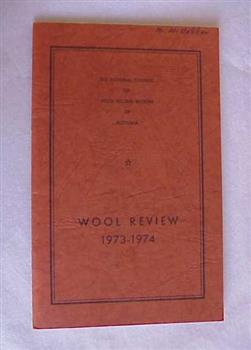 THE NATIONAL COUNCIL
OF
WOOL SELLING BROKERS
OF
AUSTRALIA
WOOL REVIEW
1973-1974